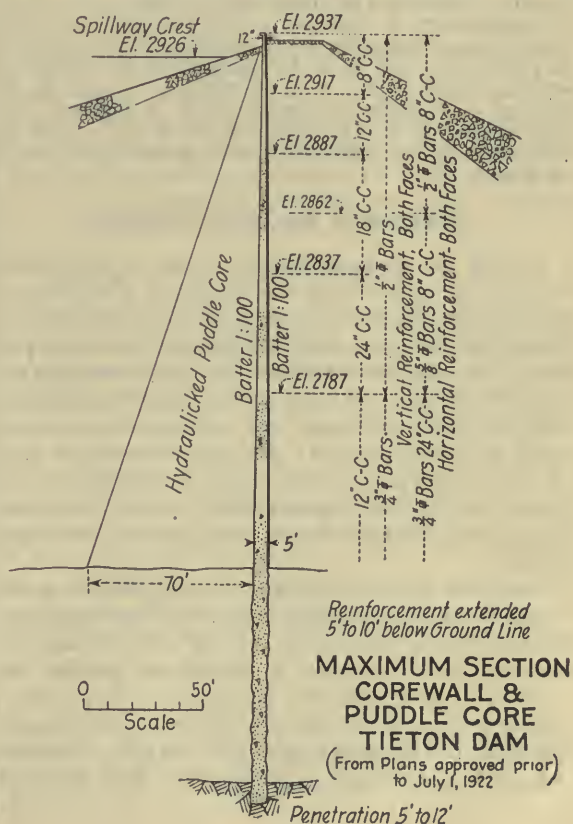 Spillway Crest
El. 2926
12"
El. 2937
El. 2917
El. 2887
El. 2862
El. 2837
El. 2787
8"C-C
12"C-C
18"C-C
24"C-C
12"C-C
1/2"Φ Bars
3/4"Φ Bars
Vertical Reinforcement, Both Faces
1/2"Φ Bars 8"C-C
5/8"Φ Bars 8"C-C
3/4"Φ Bars 24"C-C
Horizontal Reinforcement-Both Faces
Hydraulicked Puddle Core
Batter 1:100
Batter 1:100
5'
70'
Reinforcement extended
5' to 10' below Ground Line
0 50'
Scale
MAXIMUM SECTION
COREWALL &
PUDDLE CORE
TIETON DAM
(From Plans approved prior
to July 1, 1922)
Penetration 5' to 12'